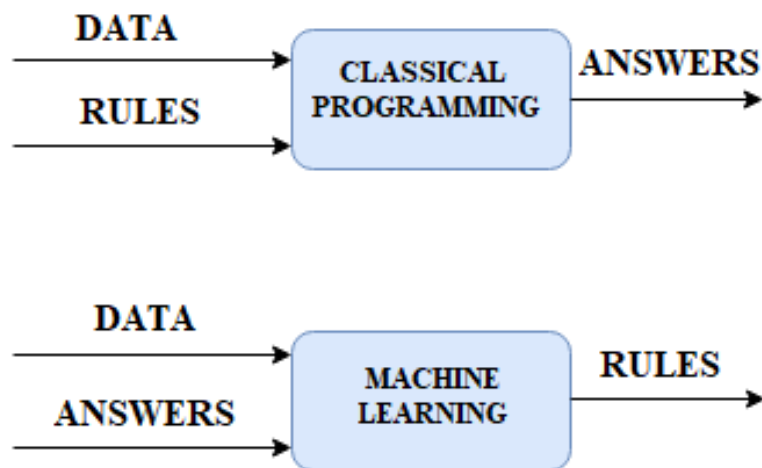 DATA
RULES
CLASSICAL
PROGRAMMING
ANSWERS
DATA
ANSWERS
MACHINE
LEARNING
RULES